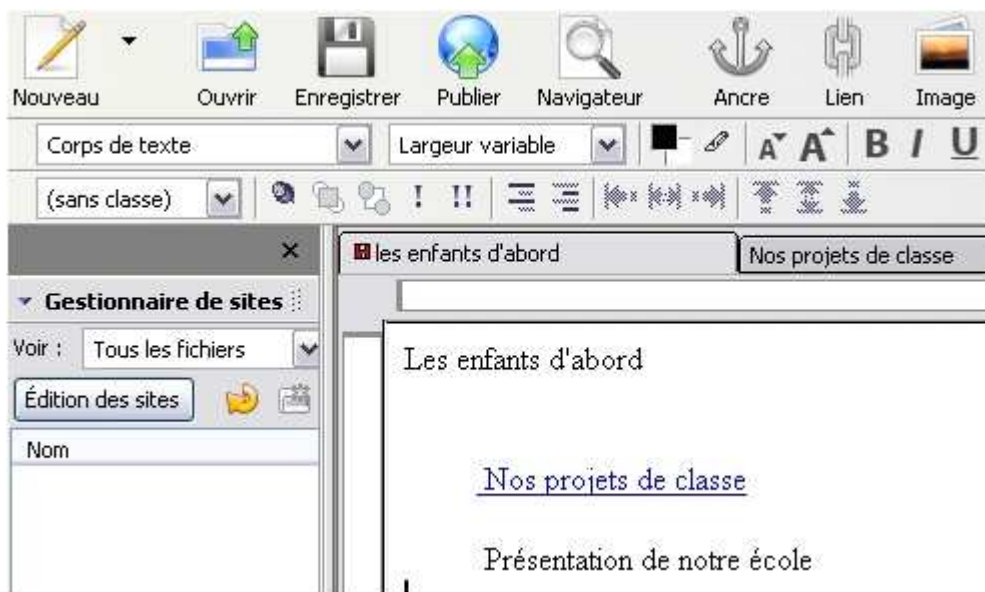 Nouveau Ouvrir Enregistrer Publier Navigateur Ancre Lien Image
Corps de texte Largeur variable A A B I U
(sans classe) ! !!
les enfants d'abord Nos projets de classe
Gestionnaire de sites
Voir : Tous les fichiers
Édition des sites
Nom
Les enfants d'abord
Nos projets de classe
Présentation de notre école